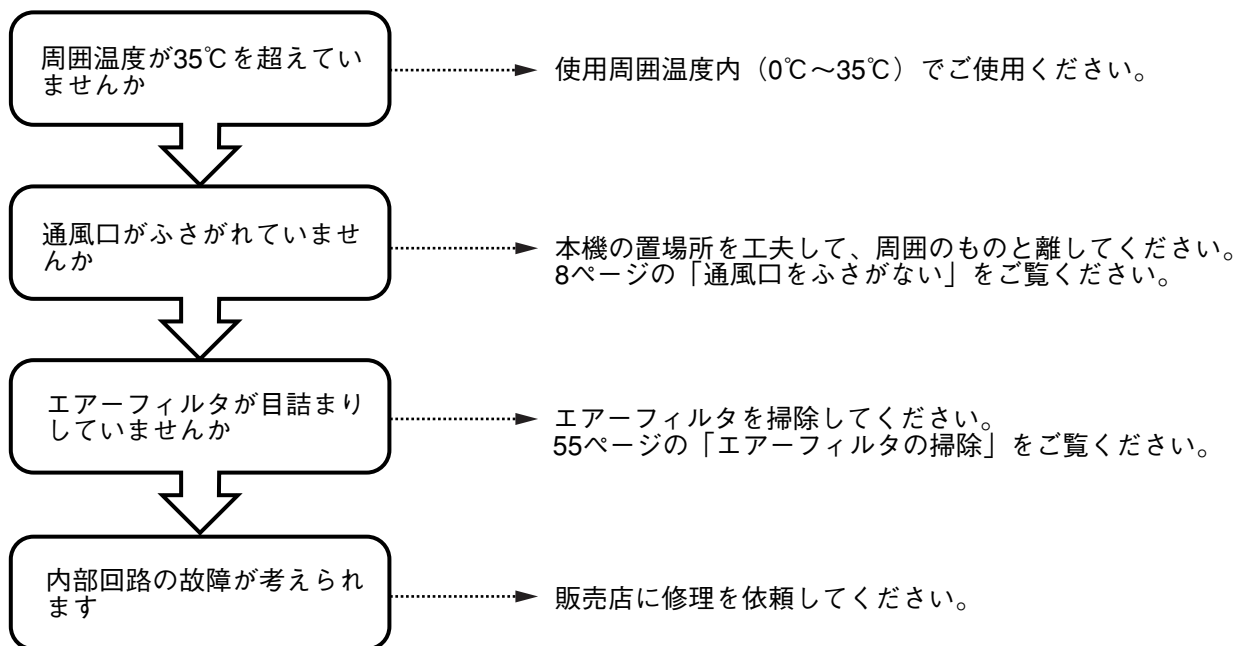 周囲温度が35℃を超えてい
ませんか
使用周囲温度内（0℃〜35℃）でご使用ください。
通風口がふさがれていませ
んか
本機の置場所を工夫して、周囲のものと離してください。
8ページの「通風口をふさがない」をご覧ください。
エアーフィルタが目詰まり
していませんか
エアーフィルタを掃除してください。
55ページの「エアーフィルタの掃除」をご覧ください。
内部回路の故障が考えられ
ます
販売店に修理を依頼してください。